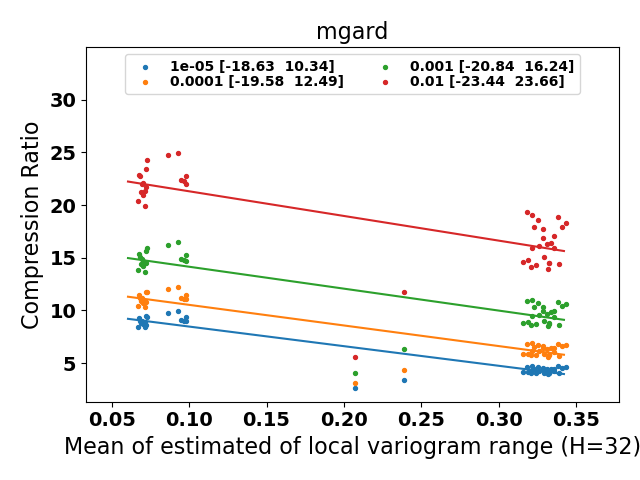 mgard
1e-05 [-18.63  10.34]
0.0001 [-19.58  12.49]
0.001 [-20.84  16.24]
0.01 [-23.44  23.66]
Compression Ratio
30
25
20
15
10
5
0.05 0.10 0.15 0.20 0.25 0.30 0.35
Mean of estimated of local variogram range (H=32)